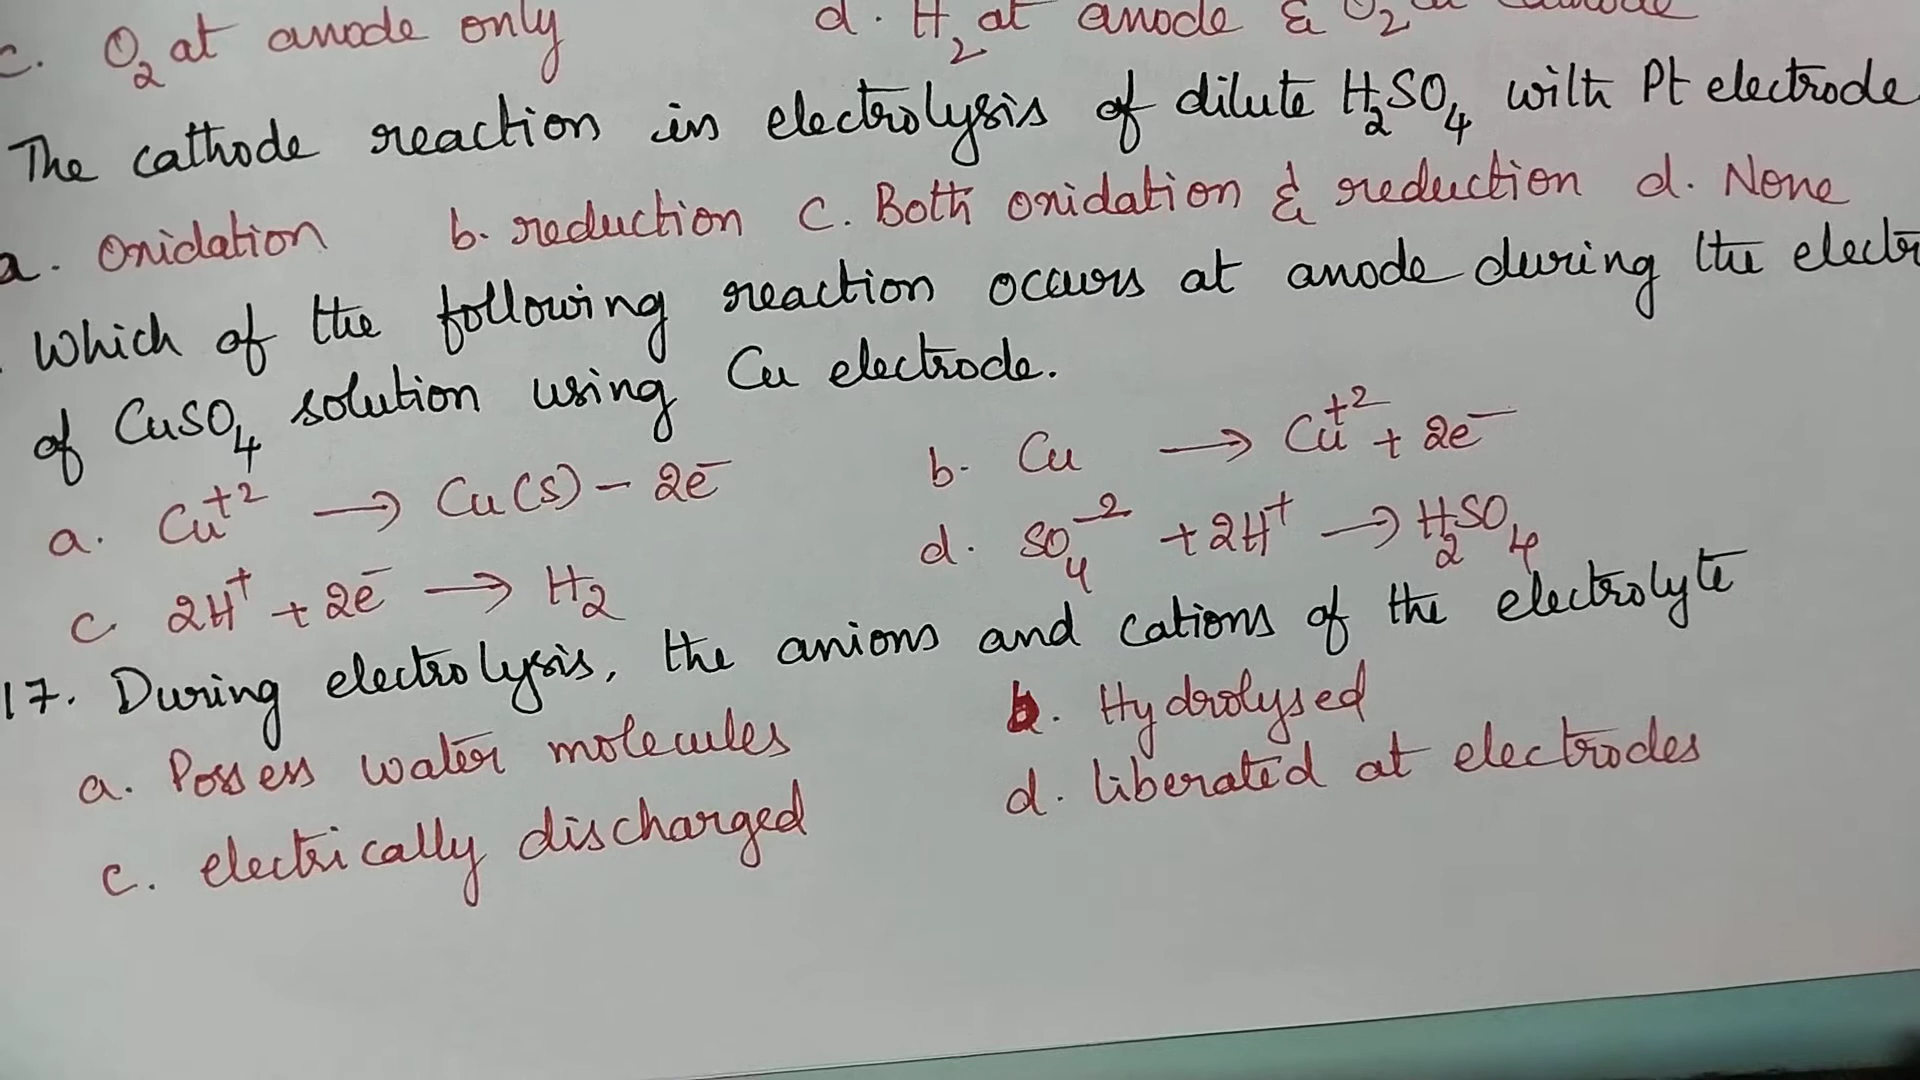 c. O₂ at anode only d. H₂ at anode & O₂ at cathode
The cathode reaction in electrolysis of dilute H₂SO₄ with Pt electrode
a. Oxidation b. reduction c. Both oxidation & reduction d. None
Which of the following reaction occurs at anode during the electr
of CuSO₄ solution using Cu electrode.
a. Cu⁺² → Cu(s) − 2e⁻ b. Cu → Cu⁺² + 2e⁻
c 2H⁺ + 2e⁻ → H₂ d. SO₄⁻² + 2H⁺ → H₂SO₄
17. During electrolysis, the anions and cations of the electrolyte
a. Possess water molecules b. Hydrolysed
c. electrically discharged d. liberated at electrodes